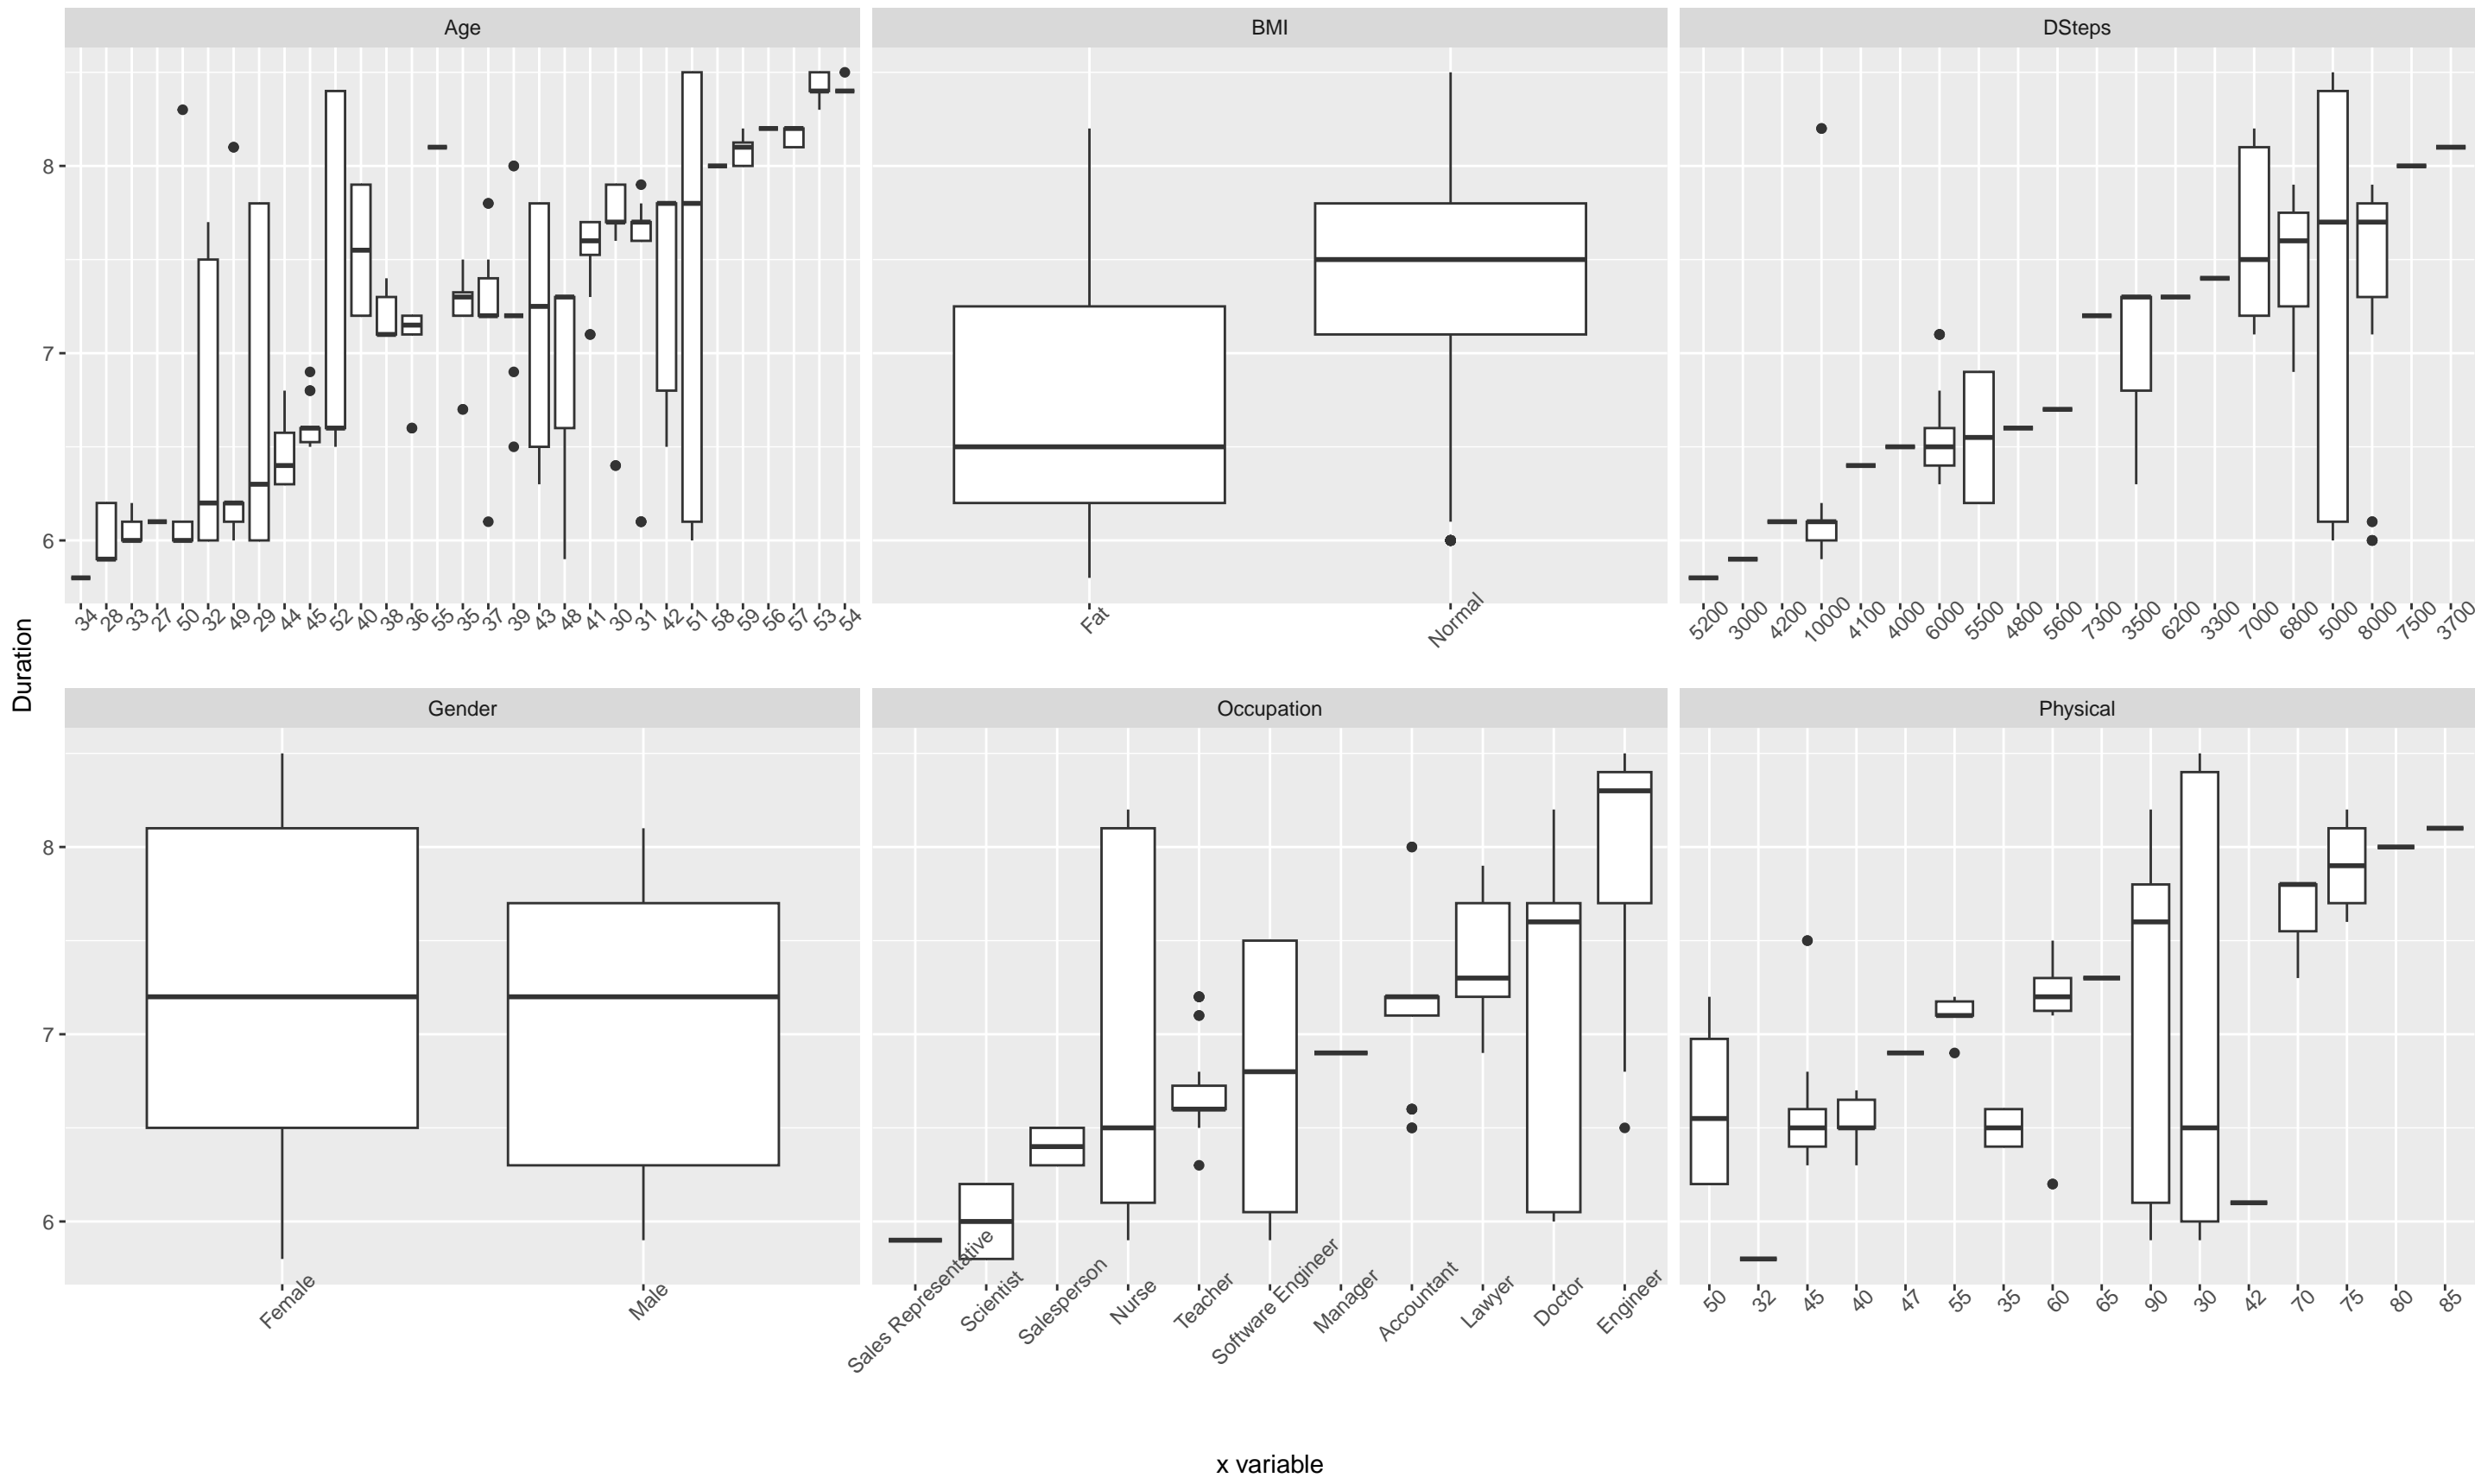 Age
BMI
DSteps
8
7
6
34 28 33 27 50 32 49 29 44 45 52 40 38 36 55 35 37 39 43 48 41 30 31 42 51 58 59 56 57 53 54
Fat Normal
5200 3000 4200 10000 4100 4000 6000 5500 4800 5600 7300 3500 6200 3300 7000 6800 5000 8000 7500 3700
Duration
Gender
Occupation
Physical
8
7
6
Female Male
Sales Representative Scientist Salesperson Nurse Teacher Software Engineer Manager Accountant Lawyer Doctor Engineer
50 32 45 40 47 55 35 60 65 90 30 42 70 75 80 85
x variable